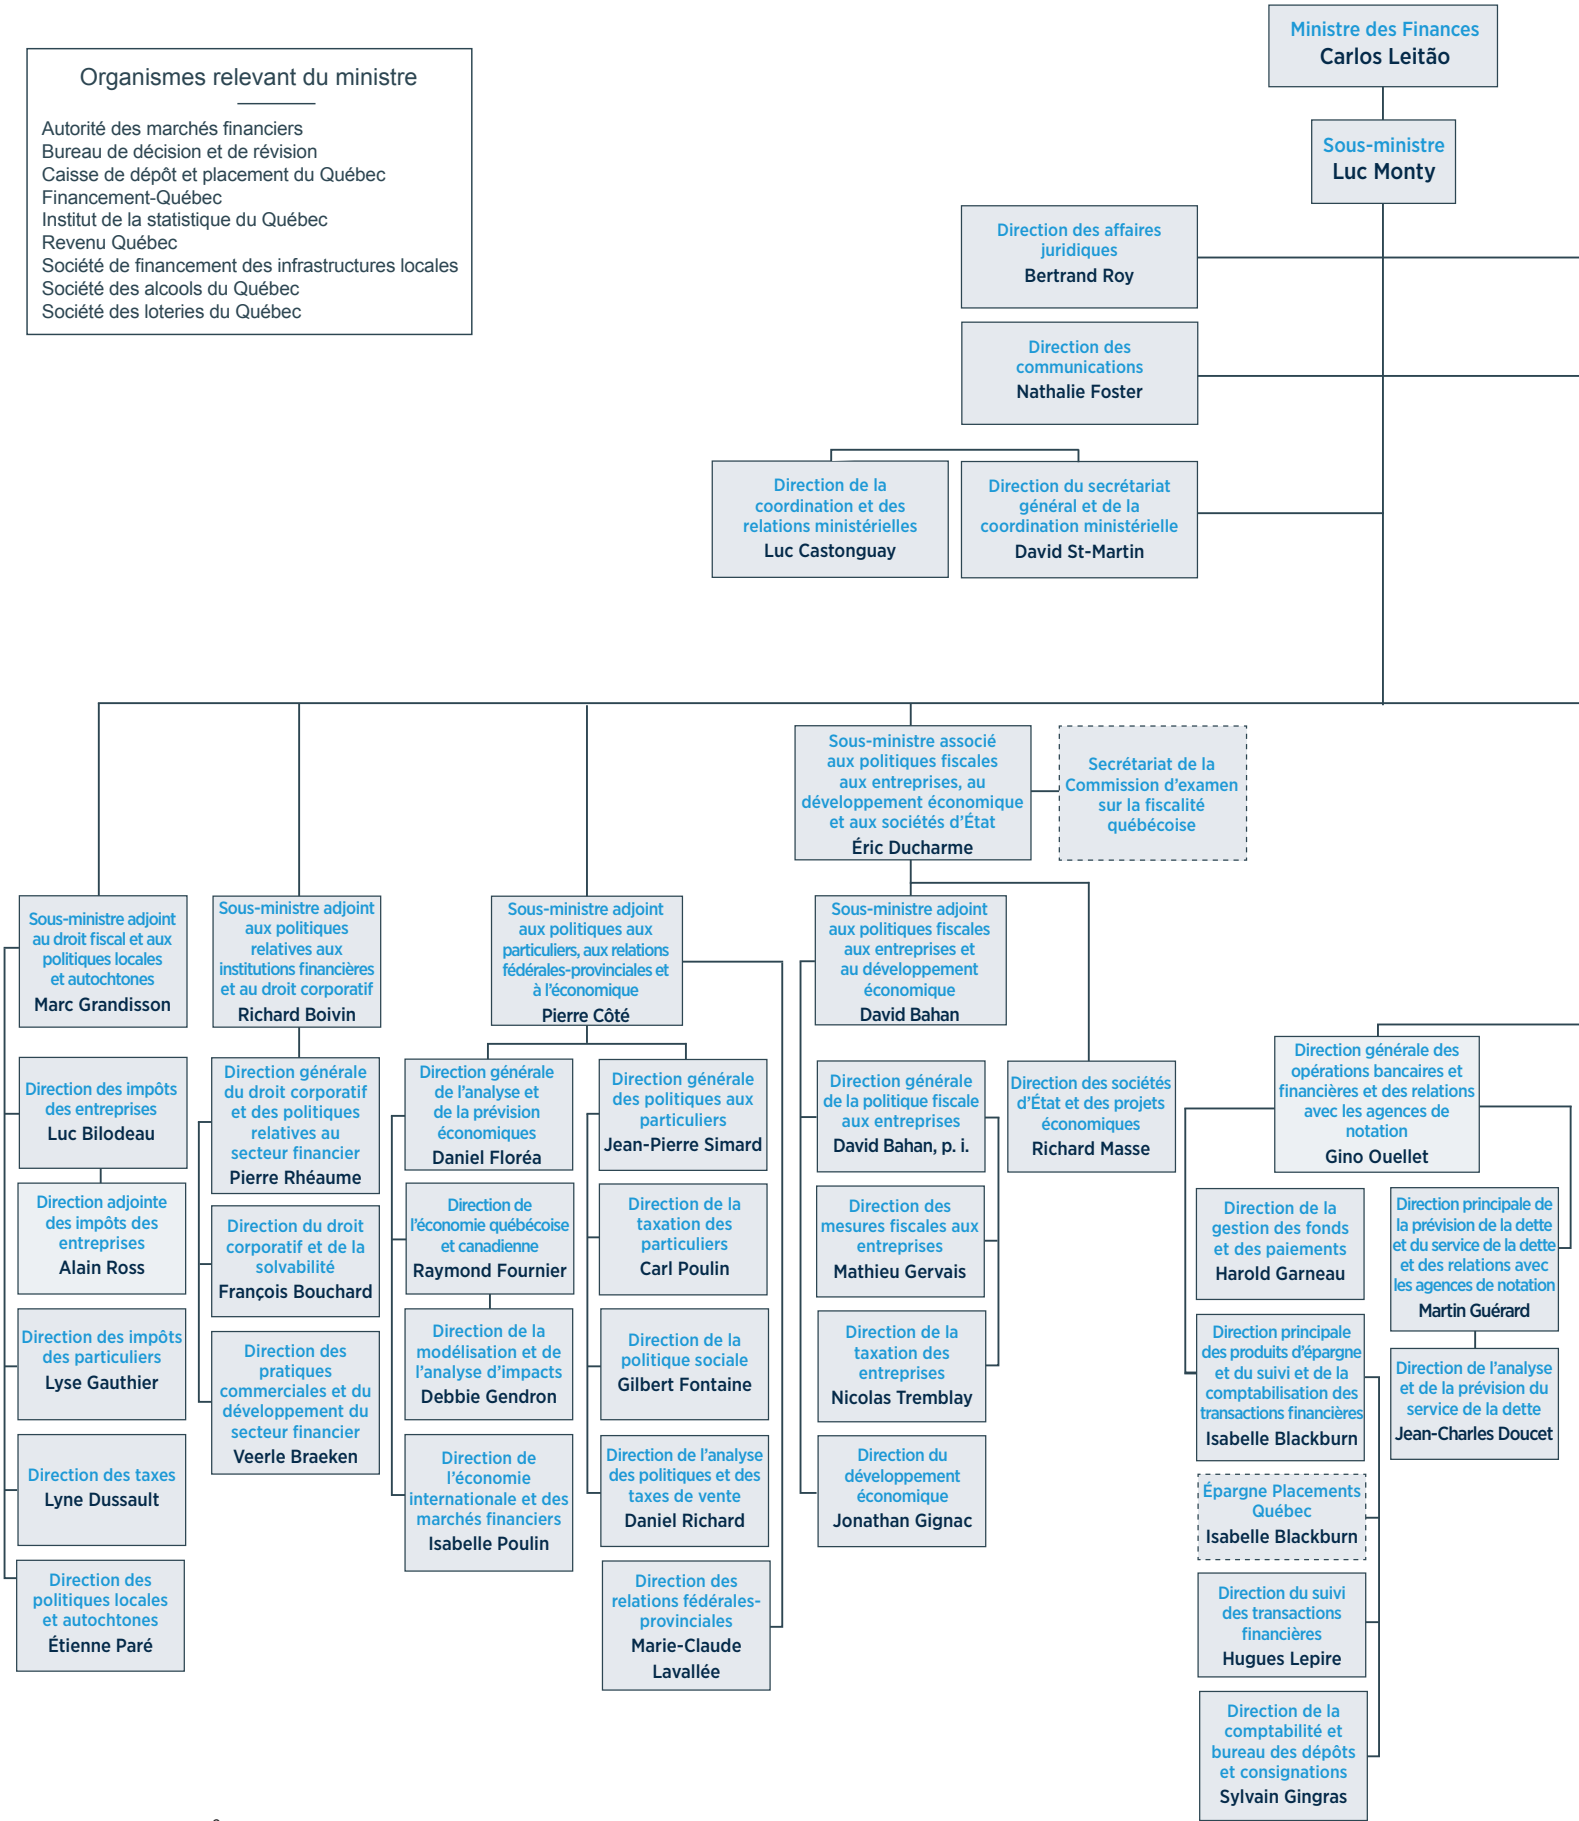 Organismes relevant du ministre
Autorité des marchés financiers
Bureau de décision et de révision
Caisse de dépôt et placement du Québec
Financement-Québec
Institut de la statistique du Québec
Revenu Québec
Société de financement des infrastructures locales
Société des alcools du Québec
Société des loteries du Québec
Ministre des Finances
Carlos Leitão
Sous-ministre
Luc Monty
Direction des affaires
juridiques
Bertrand Roy
Direction des
communications
Nathalie Foster
Direction de la
coordination et des
relations ministérielles
Luc Castonguay
Direction du secrétariat
général et de la
coordination ministérielle
David St-Martin
Sous-ministre associé
aux politiques fiscales
aux entreprises, au
développement économique
et aux sociétés d'État
Éric Ducharme
Secrétariat de la
Commission d'examen
sur la fiscalité
québécoise
Sous-ministre adjoint
au droit fiscal et aux
politiques locales
et autochtones
Marc Grandisson
Direction des impôts
des entreprises
Luc Bilodeau
Direction adjointe
des impôts des
entreprises
Alain Ross
Direction des impôts
des particuliers
Lyse Gauthier
Direction des taxes
Lyne Dussault
Direction des
politiques locales
et autochtones
Étienne Paré
Sous-ministre adjoint
aux politiques
relatives aux
institutions financières
et au droit corporatif
Richard Boivin
Direction générale
du droit corporatif
et des politiques
relatives au
secteur financier
Pierre Rhéaume
Direction du droit
corporatif et de la
solvabilité
François Bouchard
Direction des
pratiques
commerciales et du
développement du
secteur financier
Veerle Braeken
Sous-ministre adjoint
aux politiques aux
particuliers, aux relations
fédérales-provinciales et
à l'économique
Pierre Côté
Direction générale
de l'analyse et
de la prévision
économiques
Daniel Floréa
Direction de
l'économie québécoise
et canadienne
Raymond Fournier
Direction de la
modélisation et de
l'analyse d'impacts
Debbie Gendron
Direction de
l'économie
internationale et des
marchés financiers
Isabelle Poulin
Direction générale
des politiques aux
particuliers
Jean-Pierre Simard
Direction de la
taxation des
particuliers
Carl Poulin
Direction de la
politique sociale
Gilbert Fontaine
Direction de l'analyse
des politiques et des
taxes de vente
Daniel Richard
Direction des
relations fédérales-
provinciales
Marie-Claude
Lavallée
Sous-ministre adjoint
aux politiques fiscales
aux entreprises et
au développement
économique
David Bahan
Direction générale
de la politique fiscale
aux entreprises
David Bahan, p. i.
Direction des
mesures fiscales aux
entreprises
Mathieu Gervais
Direction de la
taxation des
entreprises
Nicolas Tremblay
Direction du
développement
économique
Jonathan Gignac
Direction des sociétés
d'État et des projets
économiques
Richard Masse
Direction générale des
opérations bancaires et
financières et des relations
avec les agences de
notation
Gino Ouellet
Direction de la
gestion des fonds
et des paiements
Harold Garneau
Direction principale
des produits d'épargne
et du suivi et de la
comptabilisation des
transactions financières
Isabelle Blackburn
Épargne Placements
Québec
Isabelle Blackburn
Direction du suivi
des transactions
financières
Hugues Lepire
Direction de la
comptabilité et
bureau des dépôts
et consignations
Sylvain Gingras
Direction principale de
la prévision de la dette
et du service de la dette
et des relations avec
les agences de notation
Martin Guérard
Direction de l'analyse
et de la prévision du
service de la dette
Jean-Charles Doucet